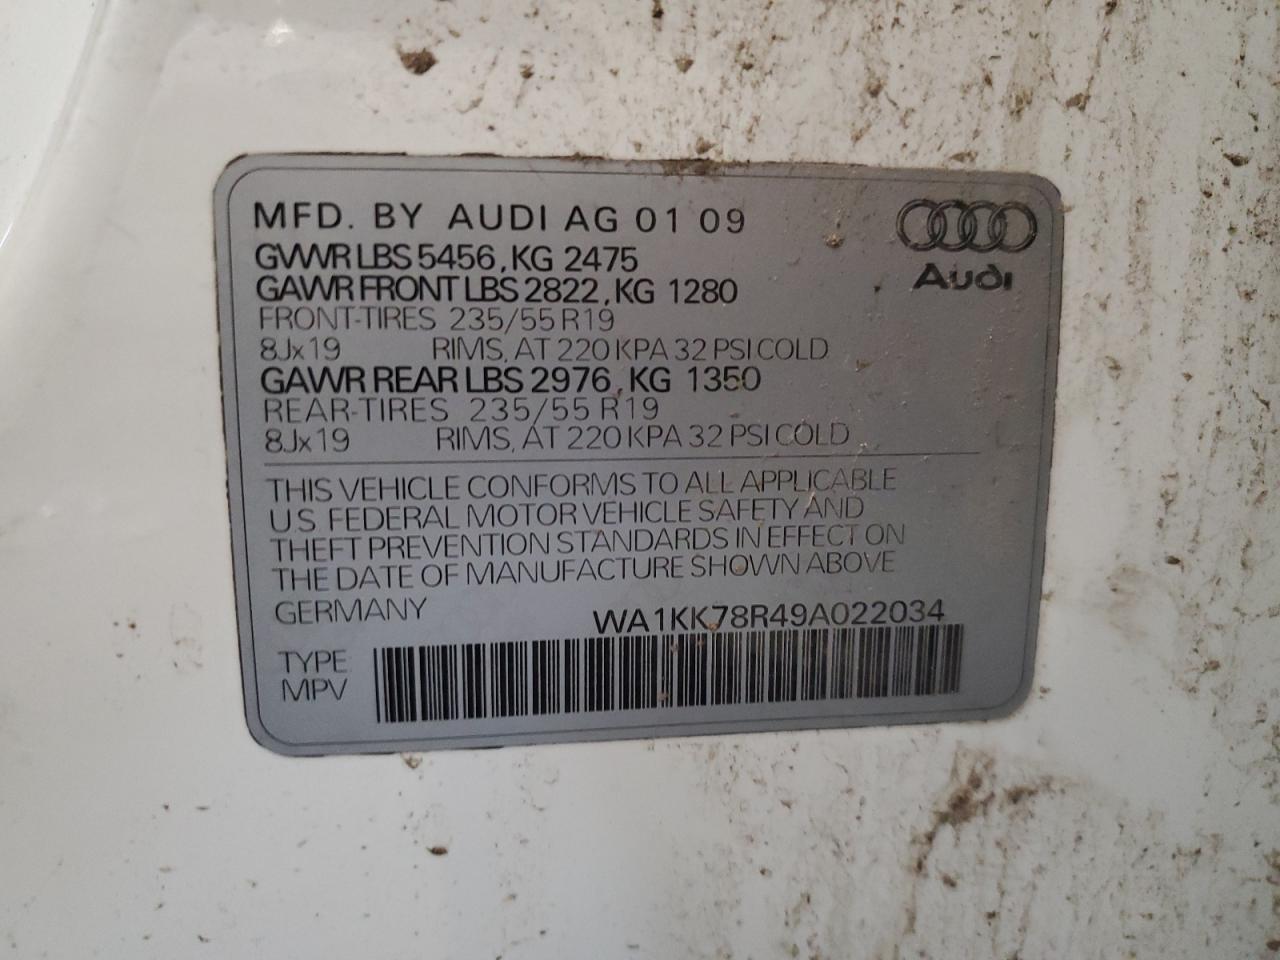 MFD. BY AUDI AG 01 09
GVWR LBS 5456, KG 2475
GAWR FRONT LBS 2822, KG 1280
FRONT-TIRES 235/55 R19
8Jx19 RIMS, AT 220 KPA 32 PSI COLD
GAWR REAR LBS 2976, KG 1350
REAR-TIRES 235/55 R19
8Jx19 RIMS, AT 220 KPA 32 PSI COLD
Audi
THIS VEHICLE CONFORMS TO ALL APPLICABLE
US FEDERAL MOTOR VEHICLE SAFETY AND
THEFT PREVENTION STANDARDS IN EFFECT ON
THE DATE OF MANUFACTURE SHOWN ABOVE
GERMANY WA1KK78R49A022034
TYPE
MPV